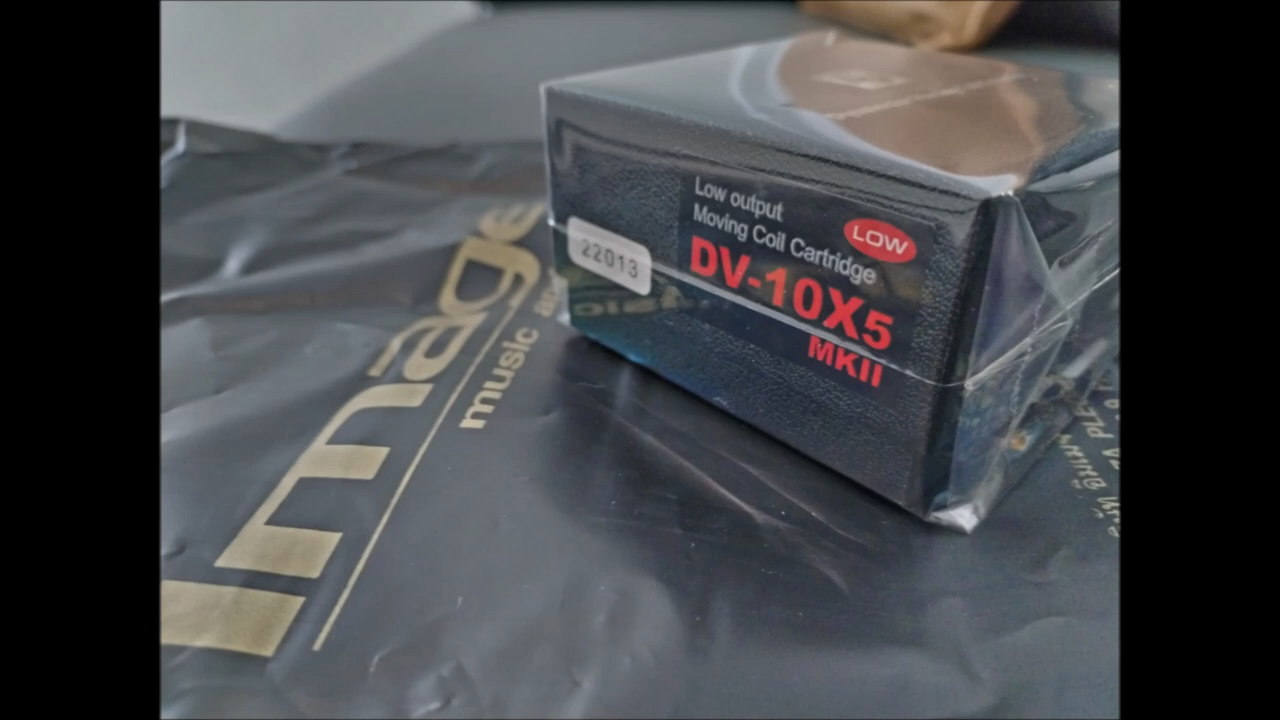 Low output
Moving Coil Cartridge
LOW
DV-10X5
MKII
22013
Image
music